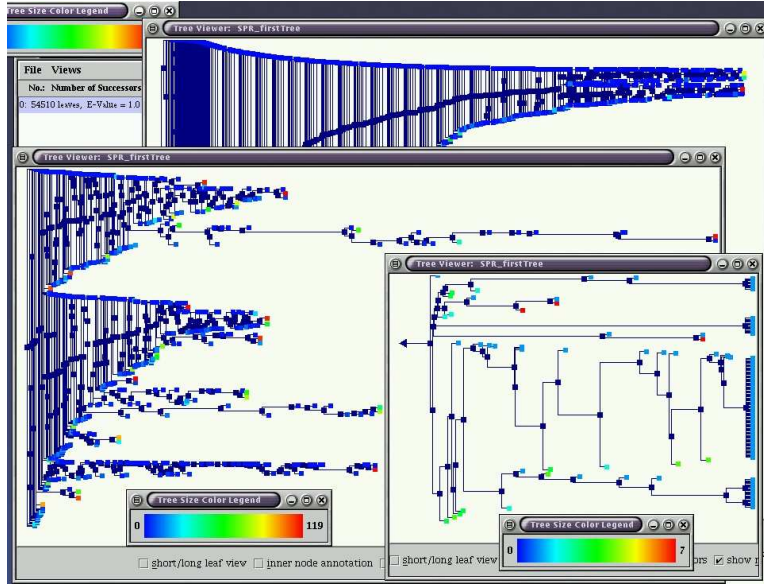 Tree Size Color Legend
Tree Viewer: SPR_firstTree
File Views
No.: Number of Successors
0: 54510 leaves, E-Value = 1.0
Tree Viewer: SPR_firstTree
Tree Viewer: SPR_firstTree
Tree Size Color Legend
0 119
short/long leaf view inner node annotation
Tree Size Color Legend
0 7
short/long leaf view ors show